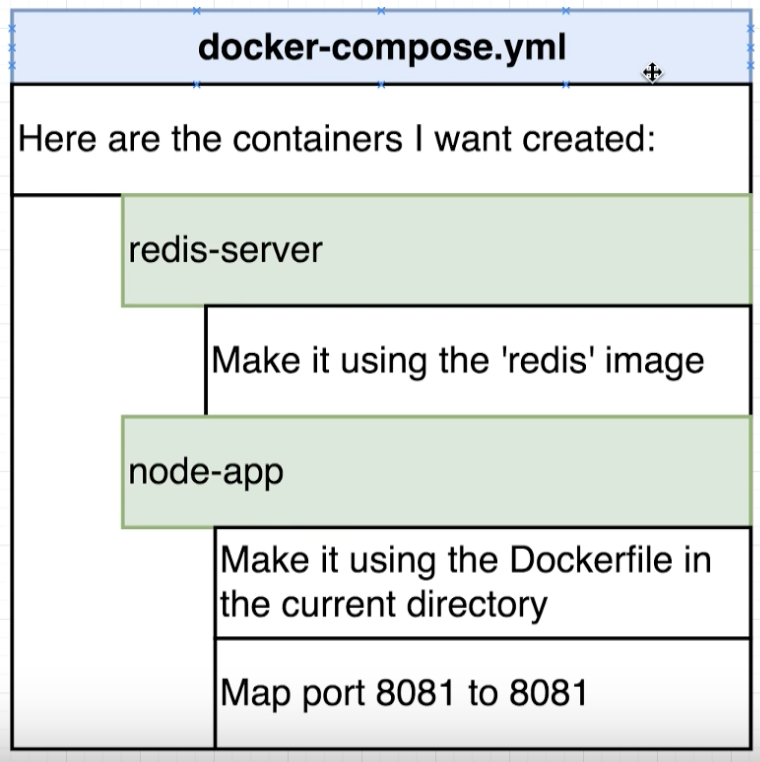 docker-compose.yml
Here are the containers I want created:
redis-server
Make it using the 'redis' image
node-app
Make it using the Dockerfile in
the current directory
Map port 8081 to 8081